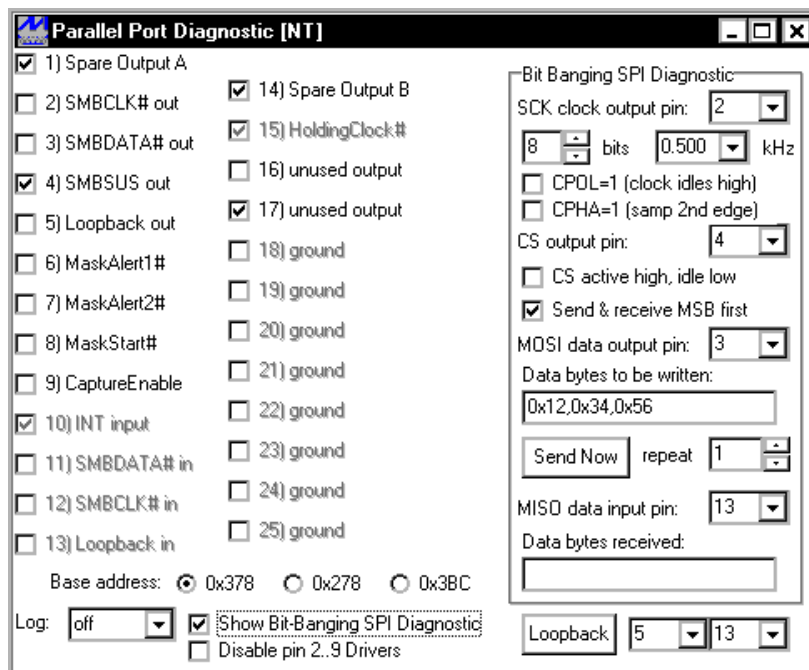 Parallel Port Diagnostic [NT]
1) Spare Output A
2) SMBCLK# out
3) SMBDATA# out
4) SMBSUS out
5) Loopback out
6) MaskAlert1#
7) MaskAlert2#
8) MaskStart#
9) CaptureEnable
10) INT input
11) SMBDATA# in
12) SMBCLK# in
13) Loopback in
14) Spare Output B
15) HoldingClock#
16) unused output
17) unused output
18) ground
19) ground
20) ground
21) ground
22) ground
23) ground
24) ground
25) ground
Base address: 0x378 0x278 0x3BC
Log: off
Show Bit-Banging SPI Diagnostic
Disable pin 2..9 Drivers
Bit Banging SPI Diagnostic
SCK clock output pin: 2
8 bits 0.500 kHz
CPOL=1 (clock idles high)
CPHA=1 (samp 2nd edge)
CS output pin: 4
CS active high, idle low
Send & receive MSB first
MOSI data output pin: 3
Data bytes to be written:
0x12,0x34,0x56
Send Now repeat 1
MISO data input pin: 13
Data bytes received:
Loopback 5 13